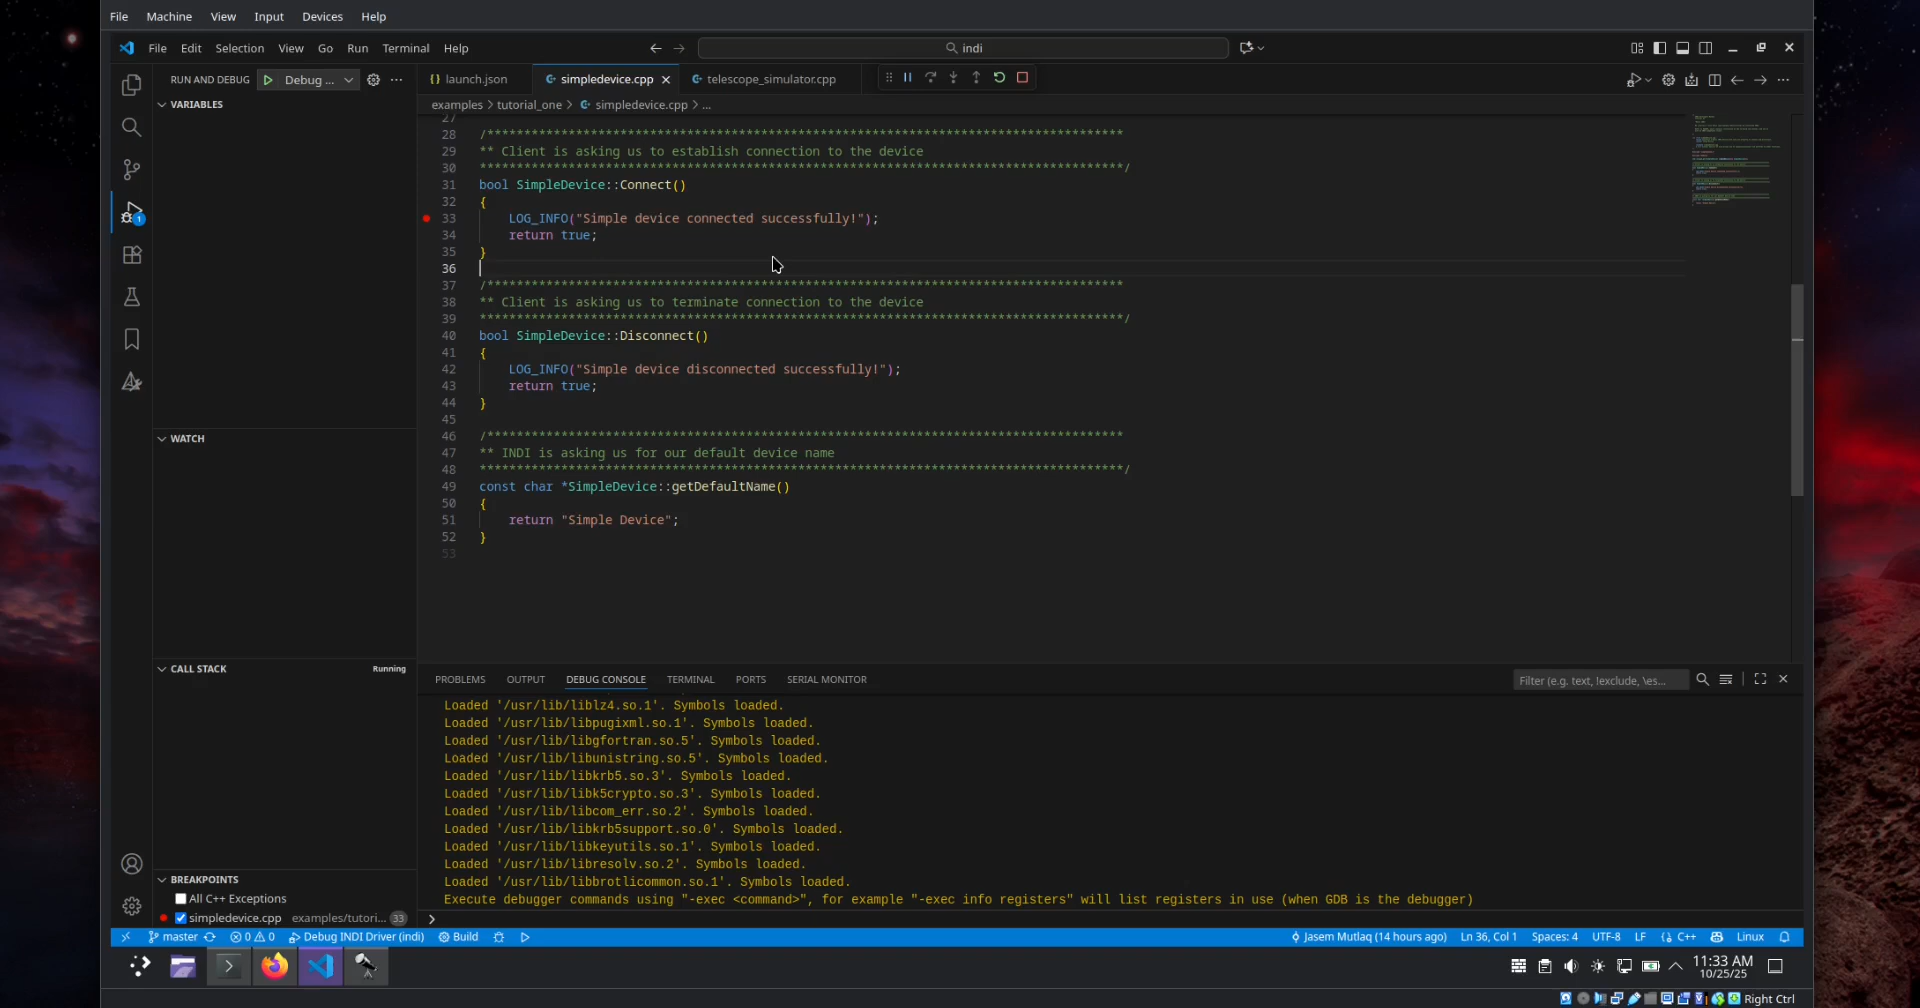 File Machine View Input Devices Help
File Edit Selection View Go Run Terminal Help
indi
RUN AND DEBUG
Debug ...
launch.json
simpledevice.cpp
telescope_simulator.cpp
examples > tutorial_one > simpledevice.cpp > ...
VARIABLES
27
28 /**************************************************************************************
29 ** Client is asking us to establish connection to the device
30 ***************************************************************************************/
31 bool SimpleDevice::Connect()
32 {
33 LOG_INFO("Simple device connected successfully!");
34 return true;
35 }
36
37 /**************************************************************************************
38 ** Client is asking us to terminate connection to the device
39 ***************************************************************************************/
40 bool SimpleDevice::Disconnect()
41 {
42 LOG_INFO("Simple device disconnected successfully!");
43 return true;
44 }
45
46 /**************************************************************************************
47 ** INDI is asking us for our default device name
48 ***************************************************************************************/
49 const char *SimpleDevice::getDefaultName()
50 {
51 return "Simple Device";
52 }
53
WATCH
CALL STACK
Running
BREAKPOINTS
All C++ Exceptions
simpledevice.cpp examples/tutori... 33
1
PROBLEMS OUTPUT DEBUG CONSOLE TERMINAL PORTS SERIAL MONITOR
Filter (e.g. text, !exclude, \es...
Loaded '/usr/lib/liblz4.so.1'. Symbols loaded.
Loaded '/usr/lib/libpugixml.so.1'. Symbols loaded.
Loaded '/usr/lib/libgfortran.so.5'. Symbols loaded.
Loaded '/usr/lib/libunistring.so.5'. Symbols loaded.
Loaded '/usr/lib/libkrb5.so.3'. Symbols loaded.
Loaded '/usr/lib/libk5crypto.so.3'. Symbols loaded.
Loaded '/usr/lib/libcom_err.so.2'. Symbols loaded.
Loaded '/usr/lib/libkrb5support.so.0'. Symbols loaded.
Loaded '/usr/lib/libkeyutils.so.1'. Symbols loaded.
Loaded '/usr/lib/libresolv.so.2'. Symbols loaded.
Loaded '/usr/lib/libbrotlicommon.so.1'. Symbols loaded.
Execute debugger commands using "-exec <command>", for example "-exec info registers" will list registers in use (when GDB is the debugger)
>
master 0 0 Debug INDI Driver (indi) Build
Jasem Mutlaq (14 hours ago) Ln 36, Col 1 Spaces: 4 UTF-8 LF C++ Linux
11:33 AM
10/25/25
Right Ctrl